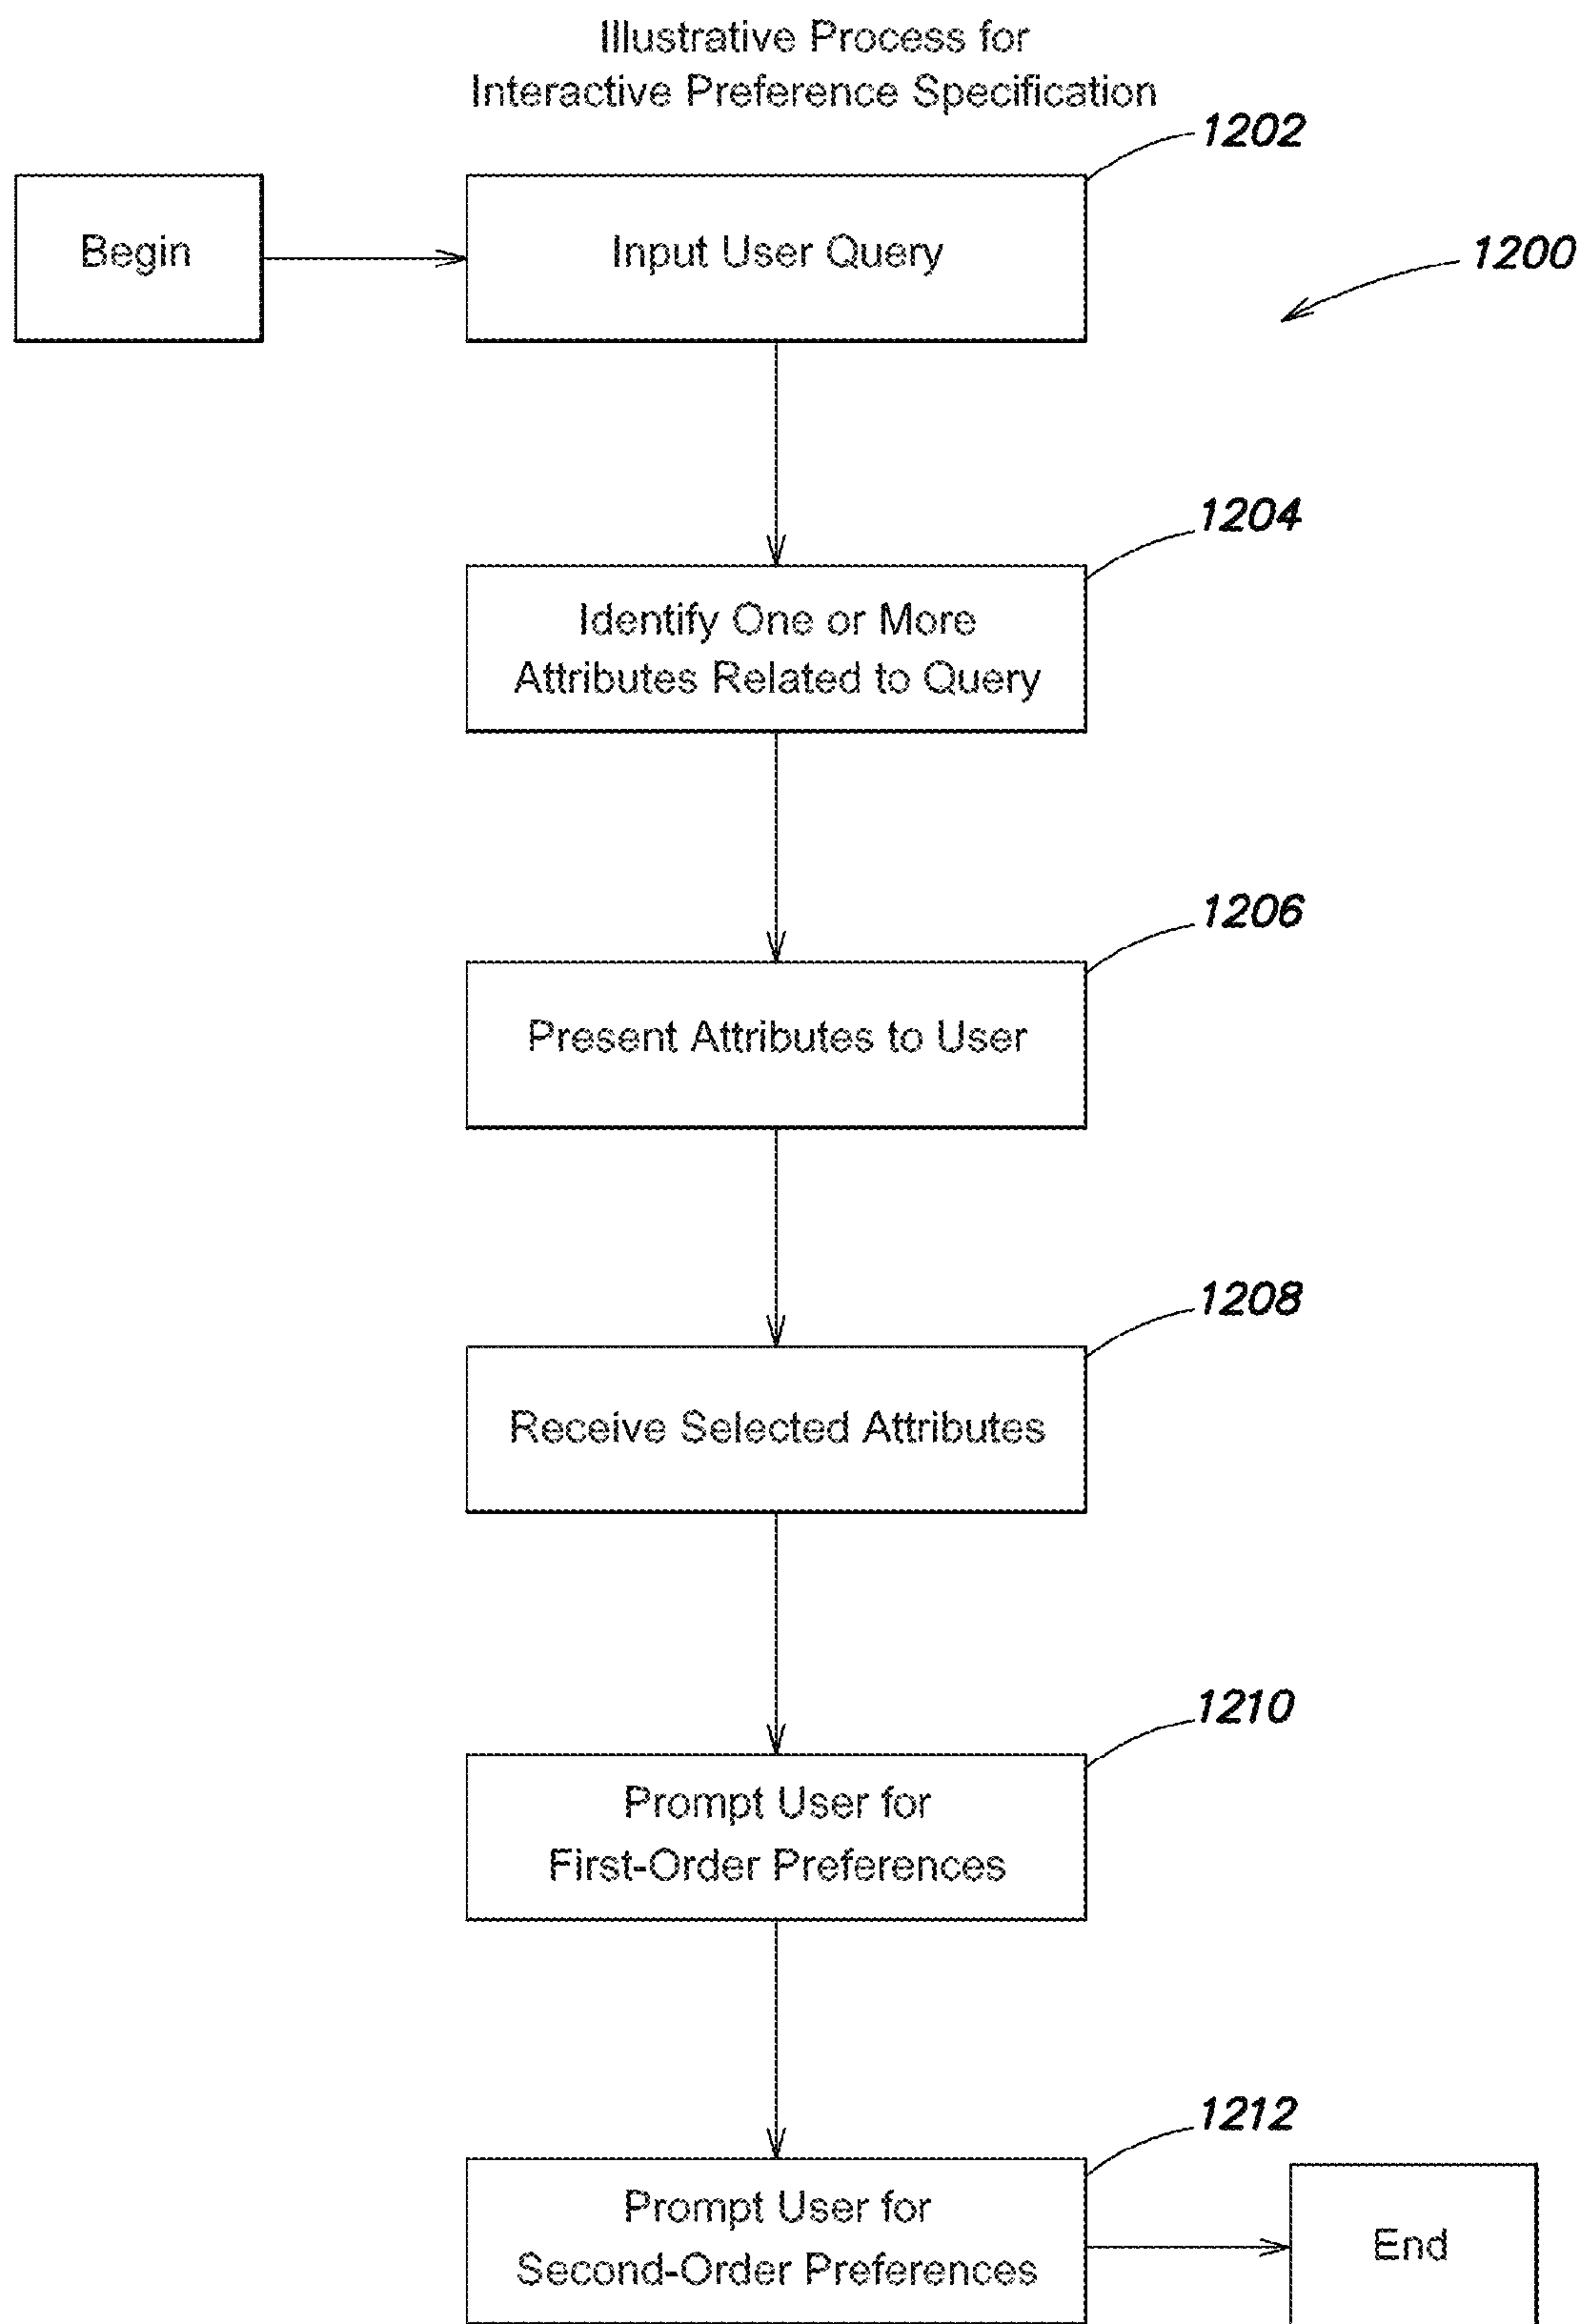 Illustrative Process for
Interactive Preference Specification
1202
Begin
Input User Query
1200
1204
Identify One or More
Attributes Related to Query
1206
Present Attributes to User
1208
Receive Selected Attributes
1210
Prompt User for
First-Order Preferences
1212
Prompt User for
Second-Order Preferences
End